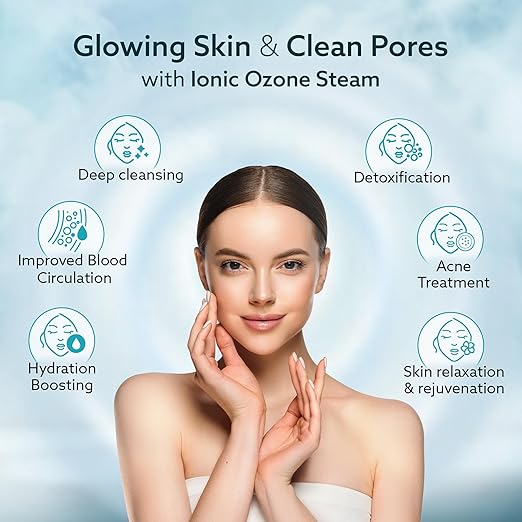 Glowing Skin & Clean Pores
with Ionic Ozone Steam
Deep cleansing
Detoxification
Improved Blood
Circulation
Acne
Treatment
Hydration
Boosting
Skin relaxation
& rejuvenation